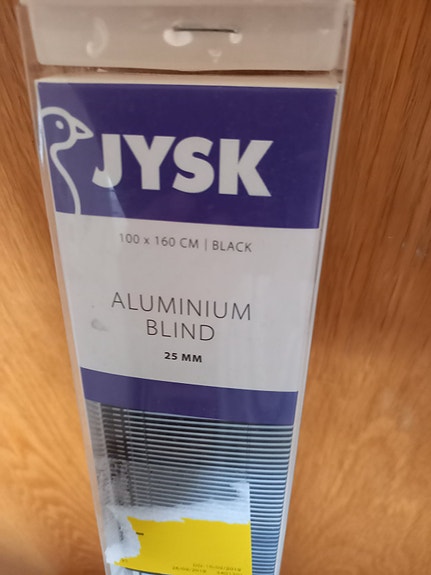 JYSK
100 x 160 CM | BLACK
ALUMINIUM
BLIND
25 MM